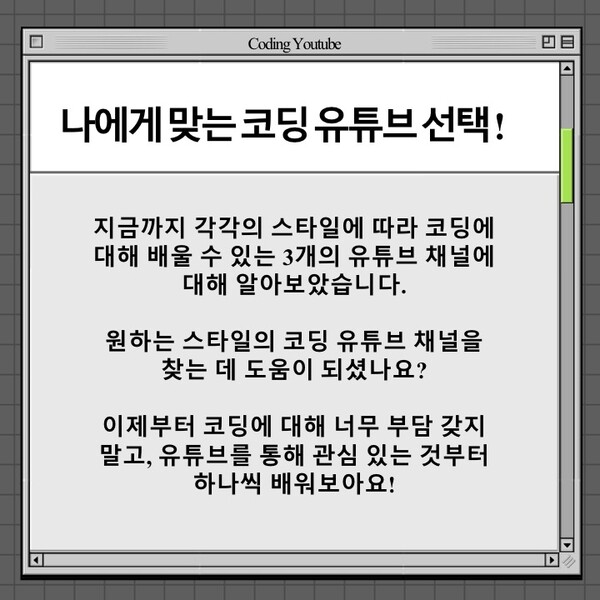 Coding Youtube
나에게 맞는 코딩 유튜브 선택!
지금까지 각각의 스타일에 따라 코딩에
대해 배울 수 있는 3개의 유튜브 채널에
대해 알아보았습니다.
원하는 스타일의 코딩 유튜브 채널을
찾는 데 도움이 되셨나요?
이제부터 코딩에 대해 너무 부담 갖지
말고, 유튜브를 통해 관심 있는 것부터
하나씩 배워보아요!